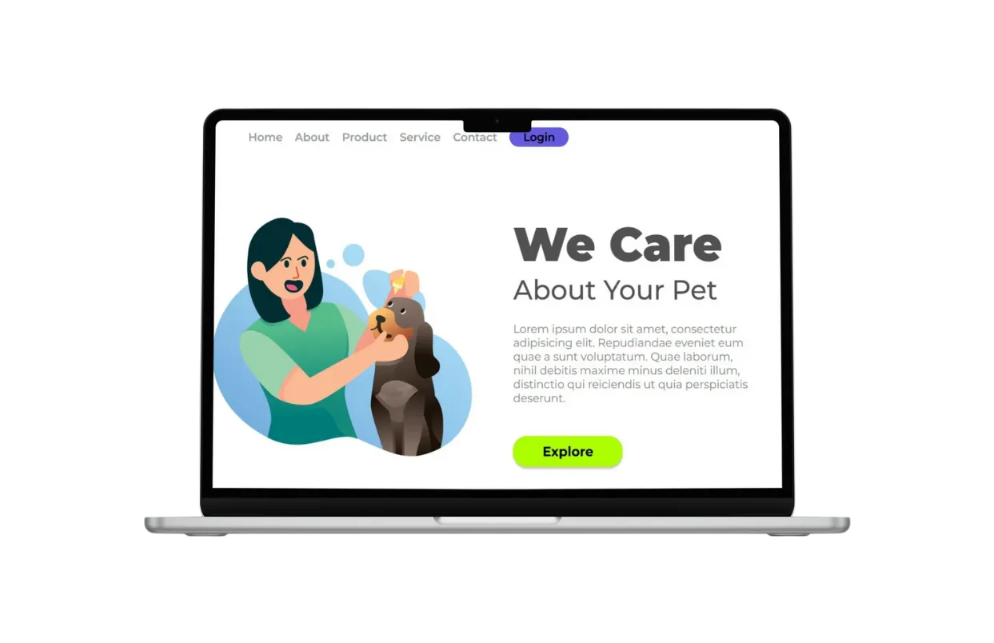 Home About Product Service Contact Login
We Care
About Your Pet
Lorem ipsum dolor sit amet, consectetur
adipisicing elit. Repudiandae eveniet eum
quae a sunt voluptatum. Quae laborum,
nihil debitis maxime minus deleniti illum,
distinctio qui reiciendis ut quia perspiciatis
deserunt.
Explore